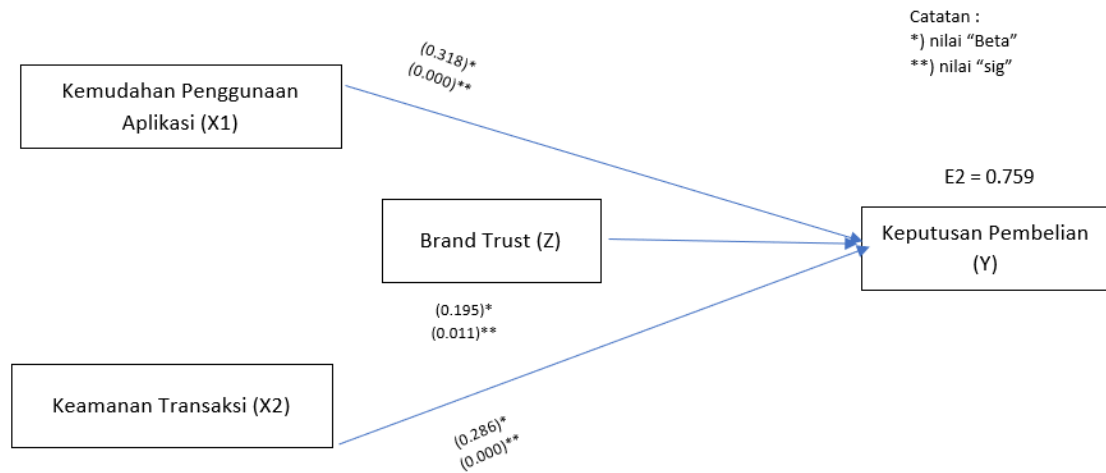 Catatan :
*) nilai “Beta”
**) nilai “sig”
(0.318)*
(0.000)**
Kemudahan Penggunaan
Aplikasi (X1)
E2 = 0.759
Brand Trust (Z)
Keputusan Pembelian
(Y)
(0.195)*
(0.011)**
Keamanan Transaksi (X2)
(0.286)*
(0.000)**